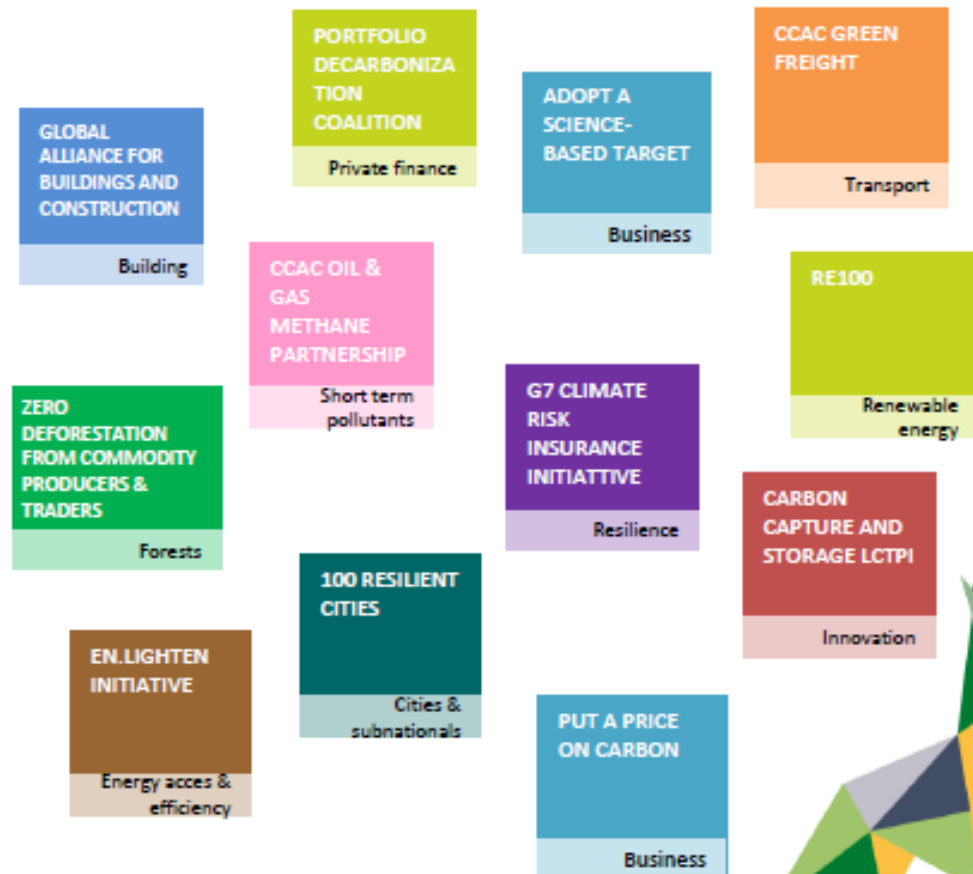 PORTFOLIO
DECARBONIZA
TION
COALITION
Private finance
CCAC GREEN
FREIGHT
Transport
ADOPT A
SCIENCE-
BASED TARGET
Business
GLOBAL
ALLIANCE FOR
BUILDINGS AND
CONSTRUCTION
Building
CCAC OIL &
GAS
METHANE
PARTNERSHIP
Short term
pollutants
RE100
Renewable
energy
G7 CLIMATE
RISK
INSURANCE
INITIATTIVE
Resilience
ZERO
DEFORESTATION
FROM COMMODITY
PRODUCERS &
TRADERS
Forests
CARBON
CAPTURE AND
STORAGE LCTPI
Innovation
100 RESILIENT
CITIES
Cities &
subnationals
EN.LIGHTEN
INITIATIVE
Energy acces &
efficiency
PUT A PRICE
ON CARBON
Business